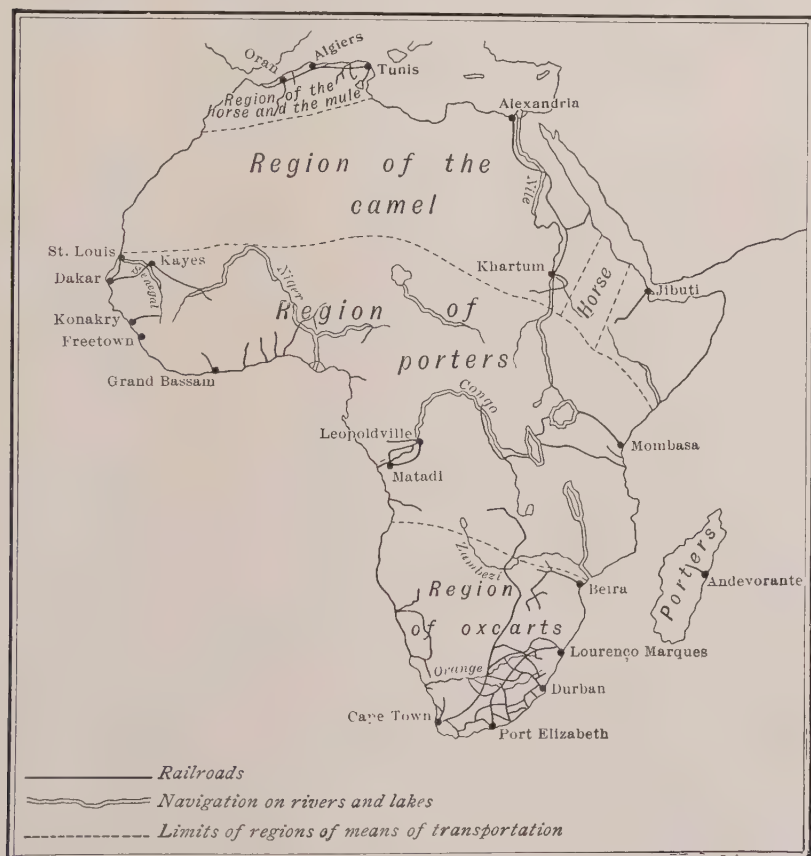 Oran
Algiers
Tunis
Region of the
horse and the mule
Alexandria
Region of the
camel
Nile
St. Louis
Kayes
Senegal
Dakar
Niger
Khartum
Horse
Jibuti
Konakry
Freetown
Region of
porters
Grand Bassam
Congo
Leopoldville
Matadi
Mombasa
Zambezi
Porters
Andevorante
Beira
Region
of oxcarts
Lourenço Marques
Orange
Durban
Cape Town
Port Elizabeth
Railroads
Navigation on rivers and lakes
Limits of regions of means of transportation